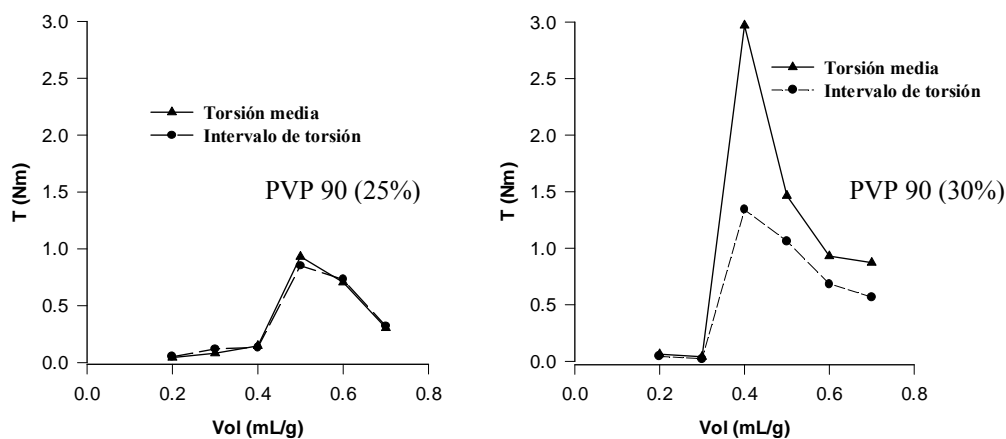 3.0
2.5
2.0
1.5
1.0
0.5
0.0
T (Nm)
Torsión media
Intervalo de torsión
PVP 90 (25%)
0.0 0.2 0.4 0.6 0.8
Vol (mL/g)
3.0
2.5
2.0
1.5
1.0
0.5
0.0
T (Nm)
Torsión media
Intervalo de torsión
PVP 90 (30%)
0.0 0.2 0.4 0.6 0.8
Vol (mL/g)